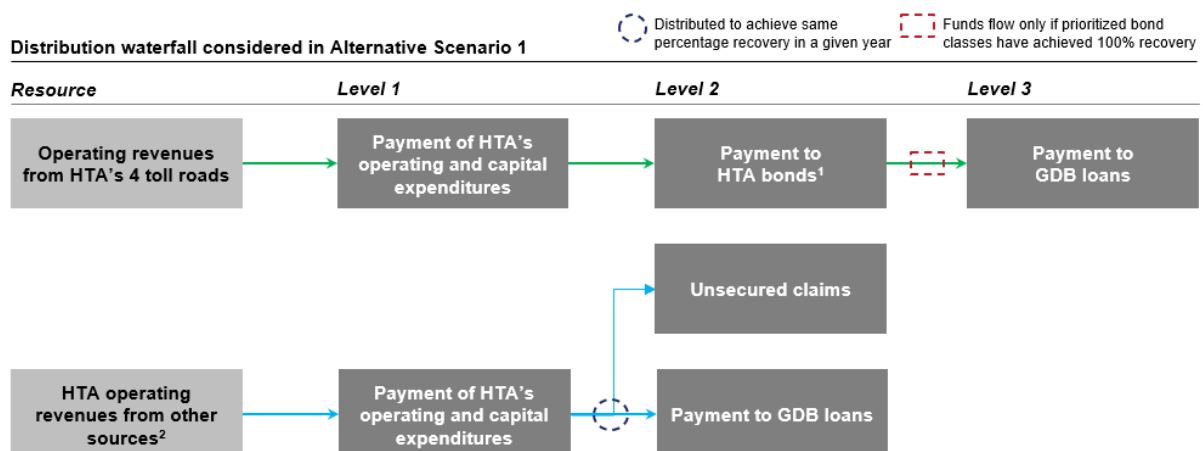 Distributed to achieve same
percentage recovery in a given year
Funds flow only if prioritized bond
classes have achieved 100% recovery
Distribution waterfall considered in Alternative Scenario 1
Resource
Level 1
Level 2
Level 3
Operating revenues
from HTA's 4 toll roads
Payment of HTA's
operating and capital
expenditures
Payment to
HTA bonds¹
Payment to
GDB loans
Unsecured claims
HTA operating
revenues from other
sources²
Payment of HTA's
operating and capital
expenditures
Payment to GDB loans